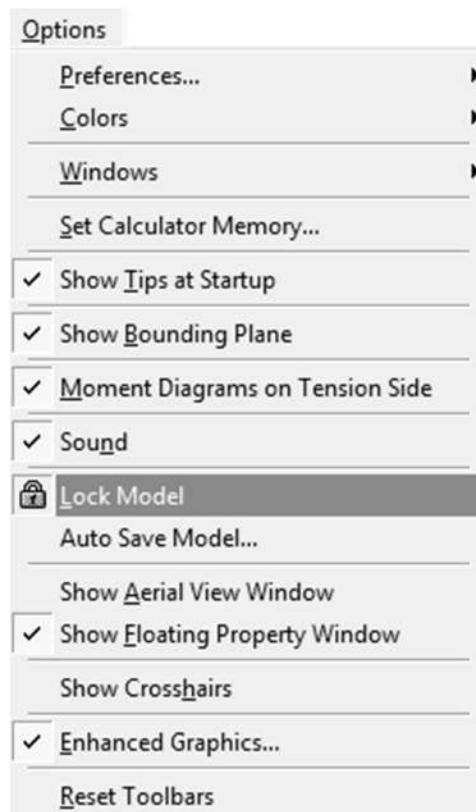 Options
Preferences...
Colors
Windows
Set Calculator Memory...
Show Tips at Startup
Show Bounding Plane
Moment Diagrams on Tension Side
Sound
Lock Model
Auto Save Model...
Show Aerial View Window
Show Floating Property Window
Show Crosshairs
Enhanced Graphics...
Reset Toolbars